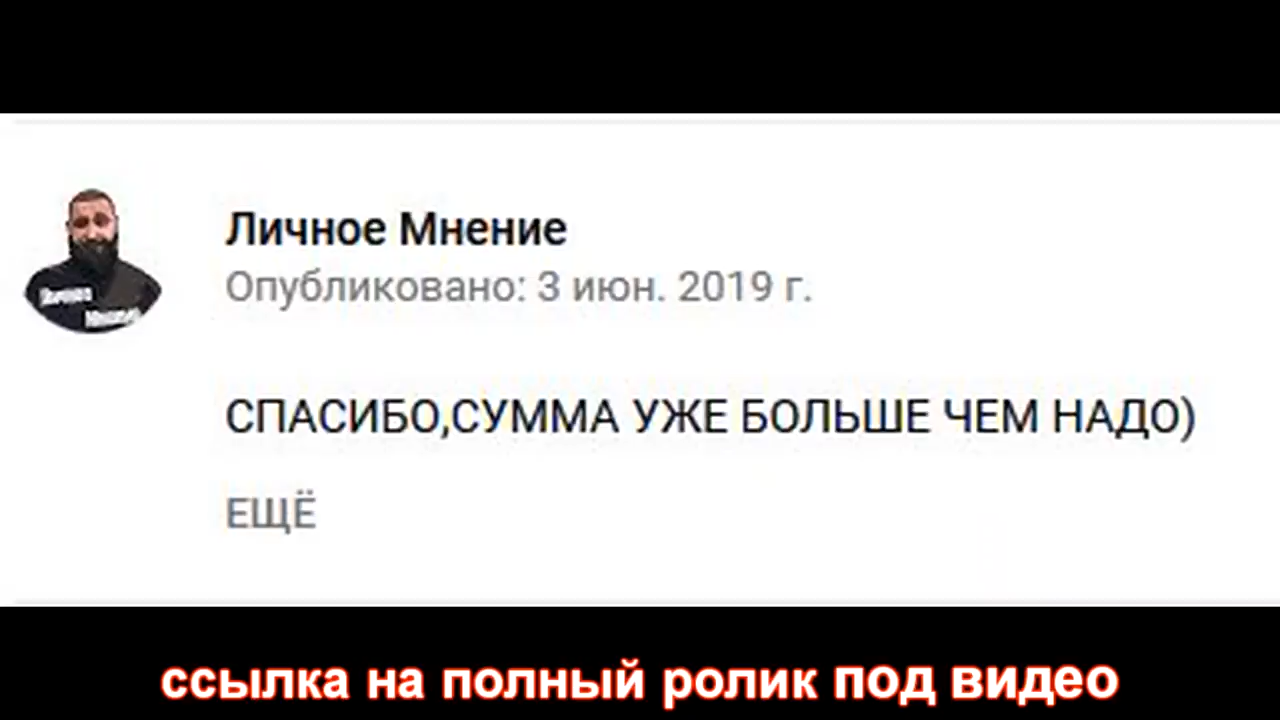 Личное Мнение
Опубликовано: 3 июн. 2019 г.
СПАСИБО,СУММА УЖЕ БОЛЬШЕ ЧЕМ НАДО)
ЕЩЁ
ссылка на полный ролик под видео